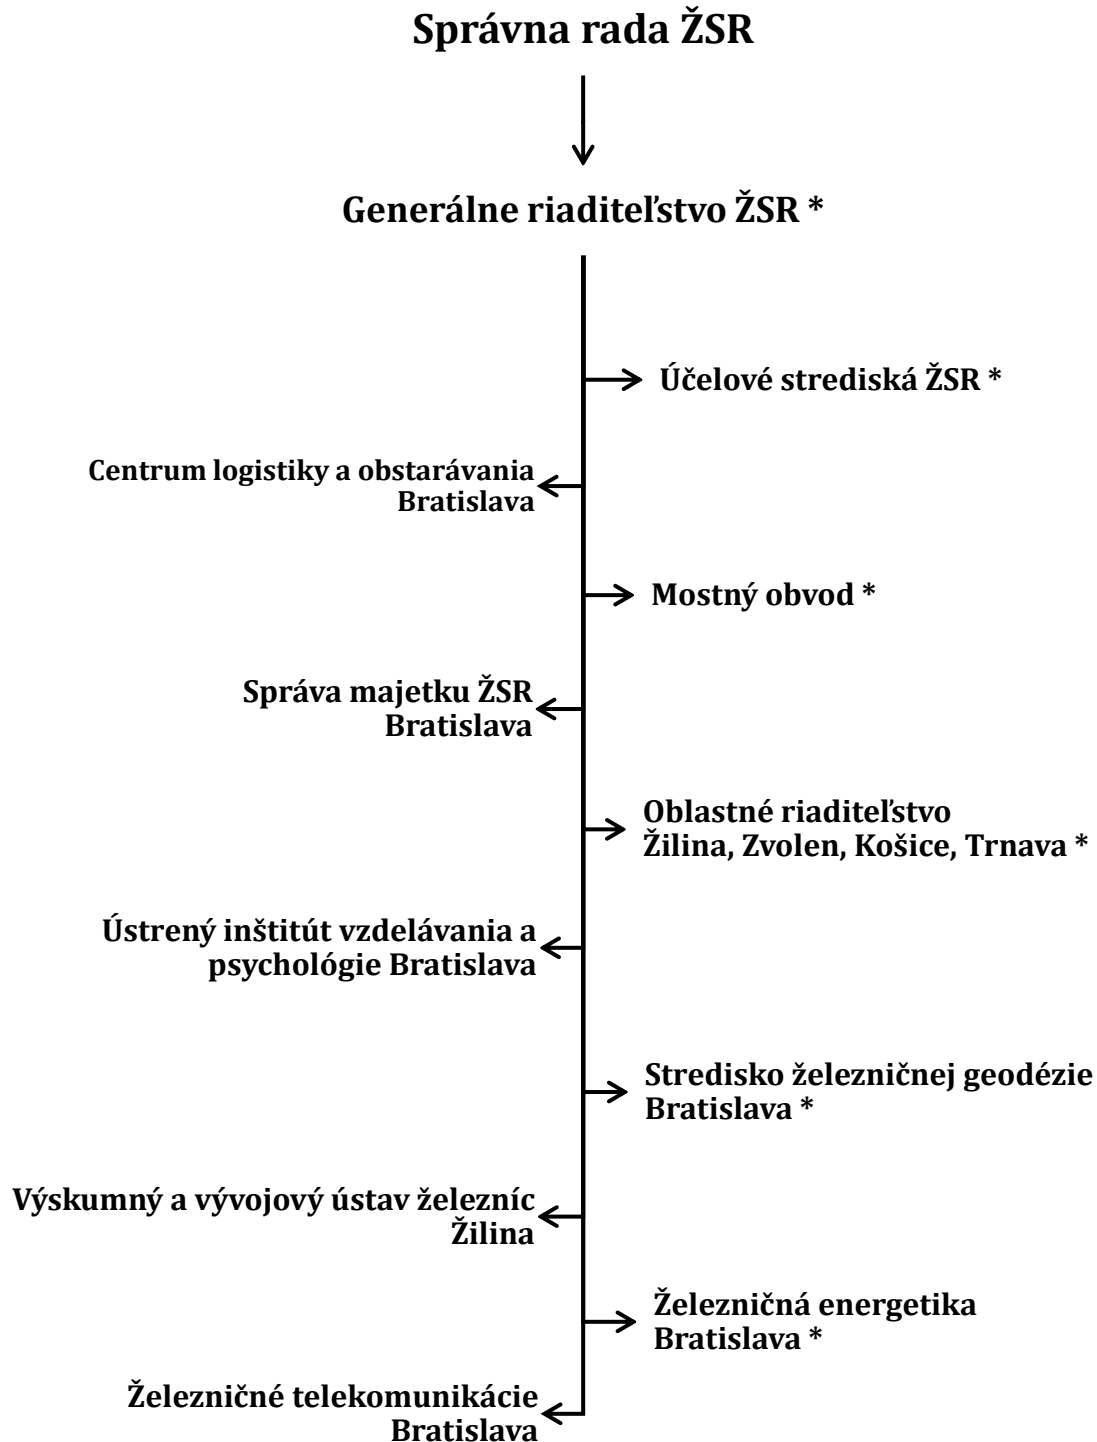 Správna rada ŽSR
Generálne riaditeľstvo ŽSR *
Účelové strediská ŽSR *
Centrum logistiky a obstarávania
Bratislava
Mostný obvod *
Správa majetku ŽSR
Bratislava
Oblastné riaditeľstvo
Žilina, Zvolen, Košice, Trnava *
Ústrený inštitút vzdelávania a
psychológie Bratislava
Stredisko železničnej geodézie
Bratislava *
Výskumný a vývojový ústav železníc
Žilina
Železničná energetika
Bratislava *
Železničné telekomunikácie
Bratislava